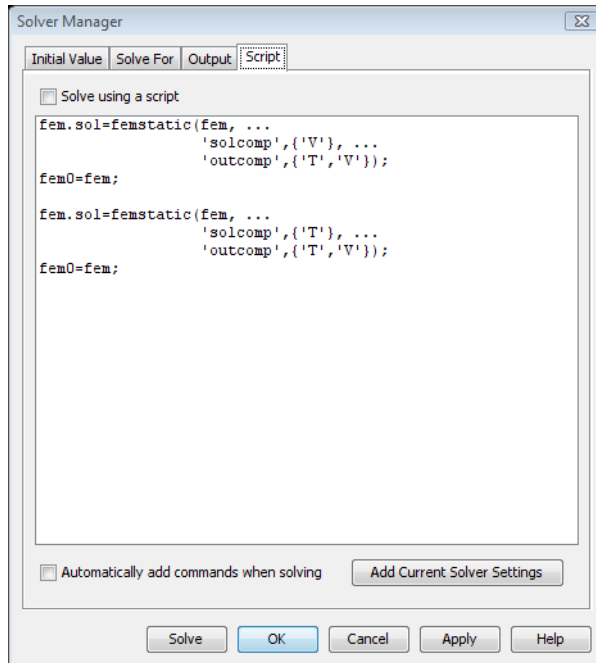 Solver Manager
Initial Value Solve For Output Script
Solve using a script
fem.sol=femstatic(fem, ...
'solcomp',{'V'}, ...
'outcomp',{'T','V'});
fem0=fem;
fem.sol=femstatic(fem, ...
'solcomp',{'T'}, ...
'outcomp',{'T','V'});
fem0=fem;
Automatically add commands when solving Add Current Solver Settings
Solve OK Cancel Apply Help